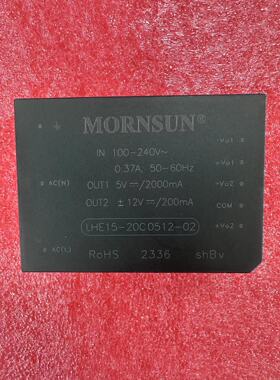 MORNSUN®
IN 100-240V~
0.37A, 50-60Hz
OUT1 5V⎓/2000mA
OUT2 ±12V⎓/200mA
LHE15-20C0512-02
RoHS 2336 shBv
AC(N)
AC(L)
-Vo1
+Vo1
-Vo2
COM
+Vo2